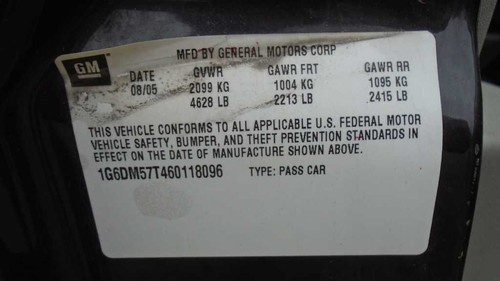 GM
MFD BY GENERAL MOTORS CORP
DATE GVWR GAWR FRT GAWR RR
08/05 2099 KG 1004 KG 1095 KG
4628 LB 2213 LB 2415 LB
THIS VEHICLE CONFORMS TO ALL APPLICABLE U.S. FEDERAL MOTOR
VEHICLE SAFETY, BUMPER, AND THEFT PREVENTION STANDARDS IN
EFFECT ON THE DATE OF MANUFACTURE SHOWN ABOVE.
1G6DM57T460118096 TYPE: PASS CAR